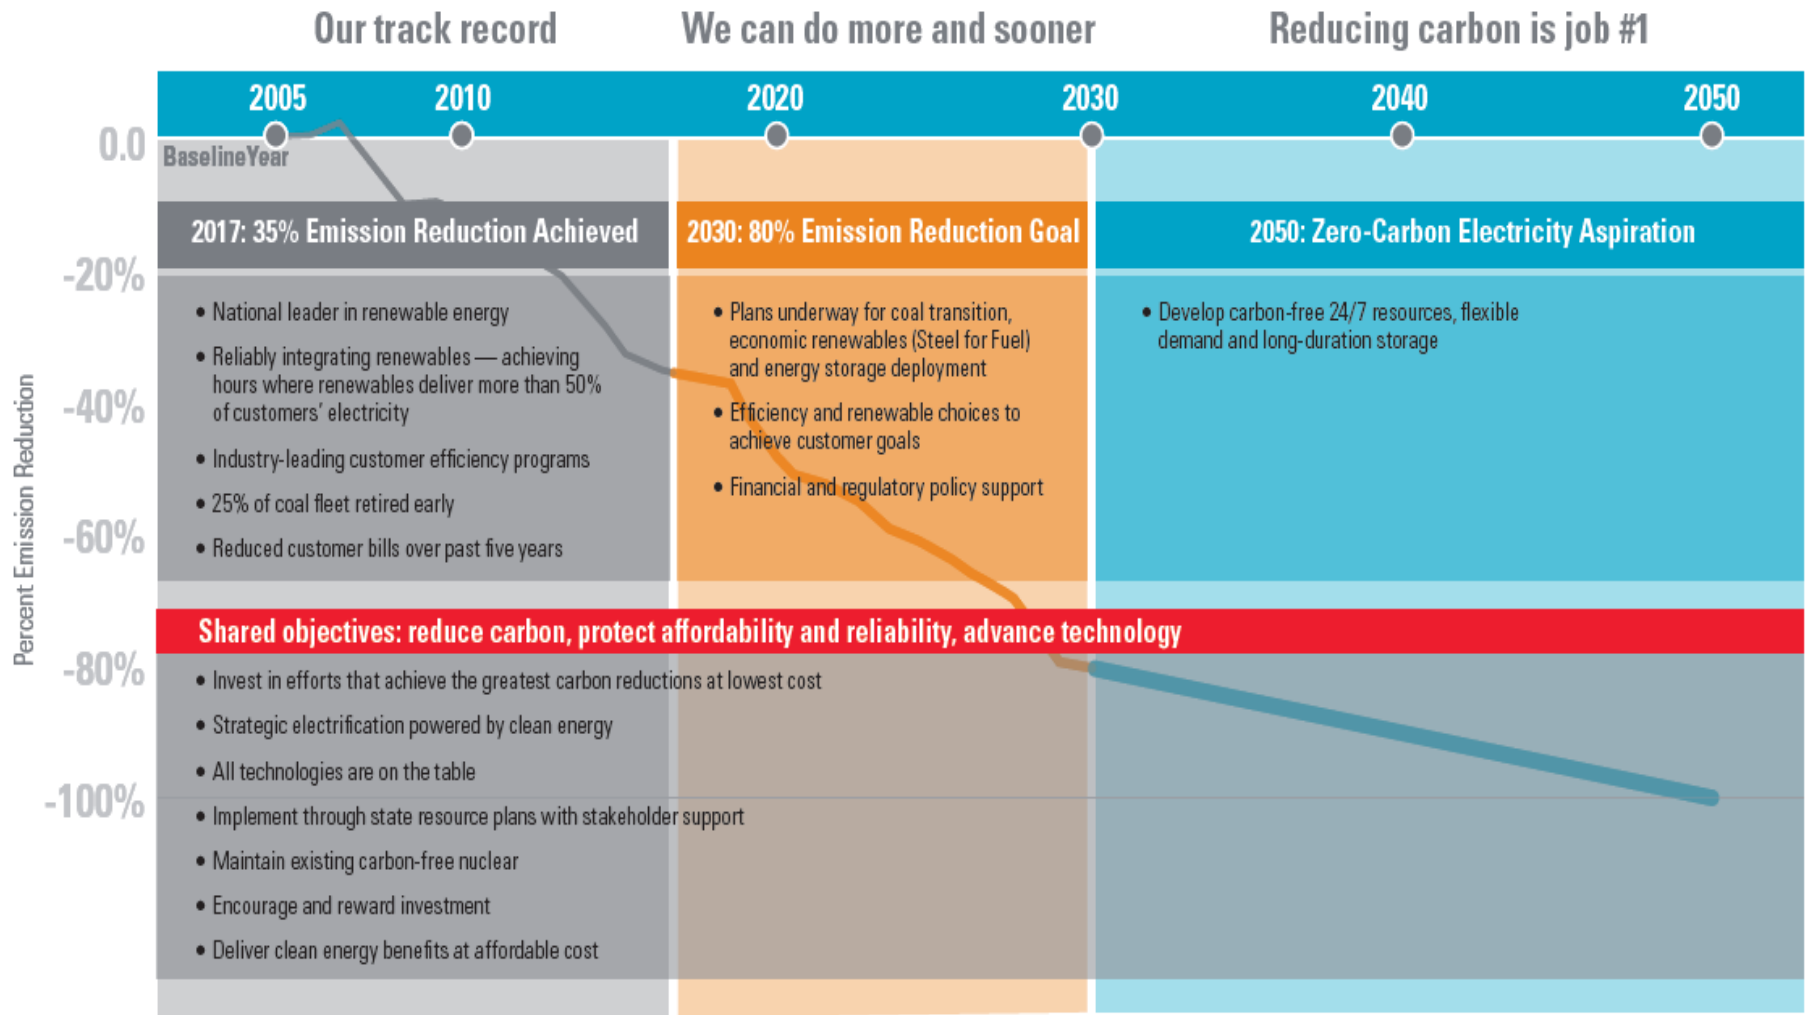 Our track record
We can do more and sooner
Reducing carbon is job #1
2005
2010
2020
2030
2040
2050
0.0
BaselineYear
-20%
-40%
-60%
-80%
-100%
Percent Emission Reduction
2017: 35% Emission Reduction Achieved
• National leader in renewable energy
• Reliably integrating renewables — achieving
hours where renewables deliver more than 50%
of customers’ electricity
• Industry-leading customer efficiency programs
• 25% of coal fleet retired early
• Reduced customer bills over past five years
2030: 80% Emission Reduction Goal
• Plans underway for coal transition,
economic renewables (Steel for Fuel)
and energy storage deployment
• Efficiency and renewable choices to
achieve customer goals
• Financial and regulatory policy support
2050: Zero-Carbon Electricity Aspiration
• Develop carbon-free 24/7 resources, flexible
demand and long-duration storage
Shared objectives: reduce carbon, protect affordability and reliability, advance technology
• Invest in efforts that achieve the greatest carbon reductions at lowest cost
• Strategic electrification powered by clean energy
• All technologies are on the table
• Implement through state resource plans with stakeholder support
• Maintain existing carbon-free nuclear
• Encourage and reward investment
• Deliver clean energy benefits at affordable cost